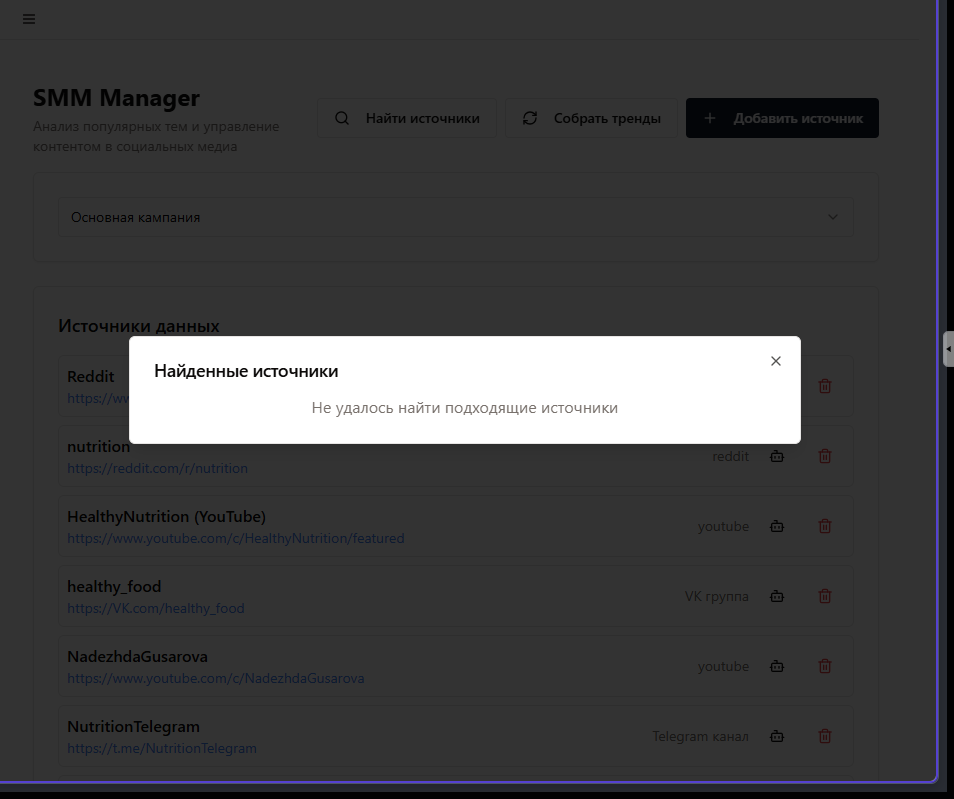 SMM Manager
Анализ популярных тем и управление
контентом в социальных медиа
Найти источники
Собрать тренды
Добавить источник
Основная кампания
Источники данных
Найденные источники
Не удалось найти подходящие источники
Reddit
https://ww
nutrition
https://reddit.com/r/nutrition
reddit
HealthyNutrition (YouTube)
https://www.youtube.com/c/HealthyNutrition/featured
youtube
healthy_food
https://VK.com/healthy_food
VK группа
NadezhdaGusarova
https://www.youtube.com/c/NadezhdaGusarova
youtube
NutritionTelegram
https://t.me/NutritionTelegram
Telegram канал